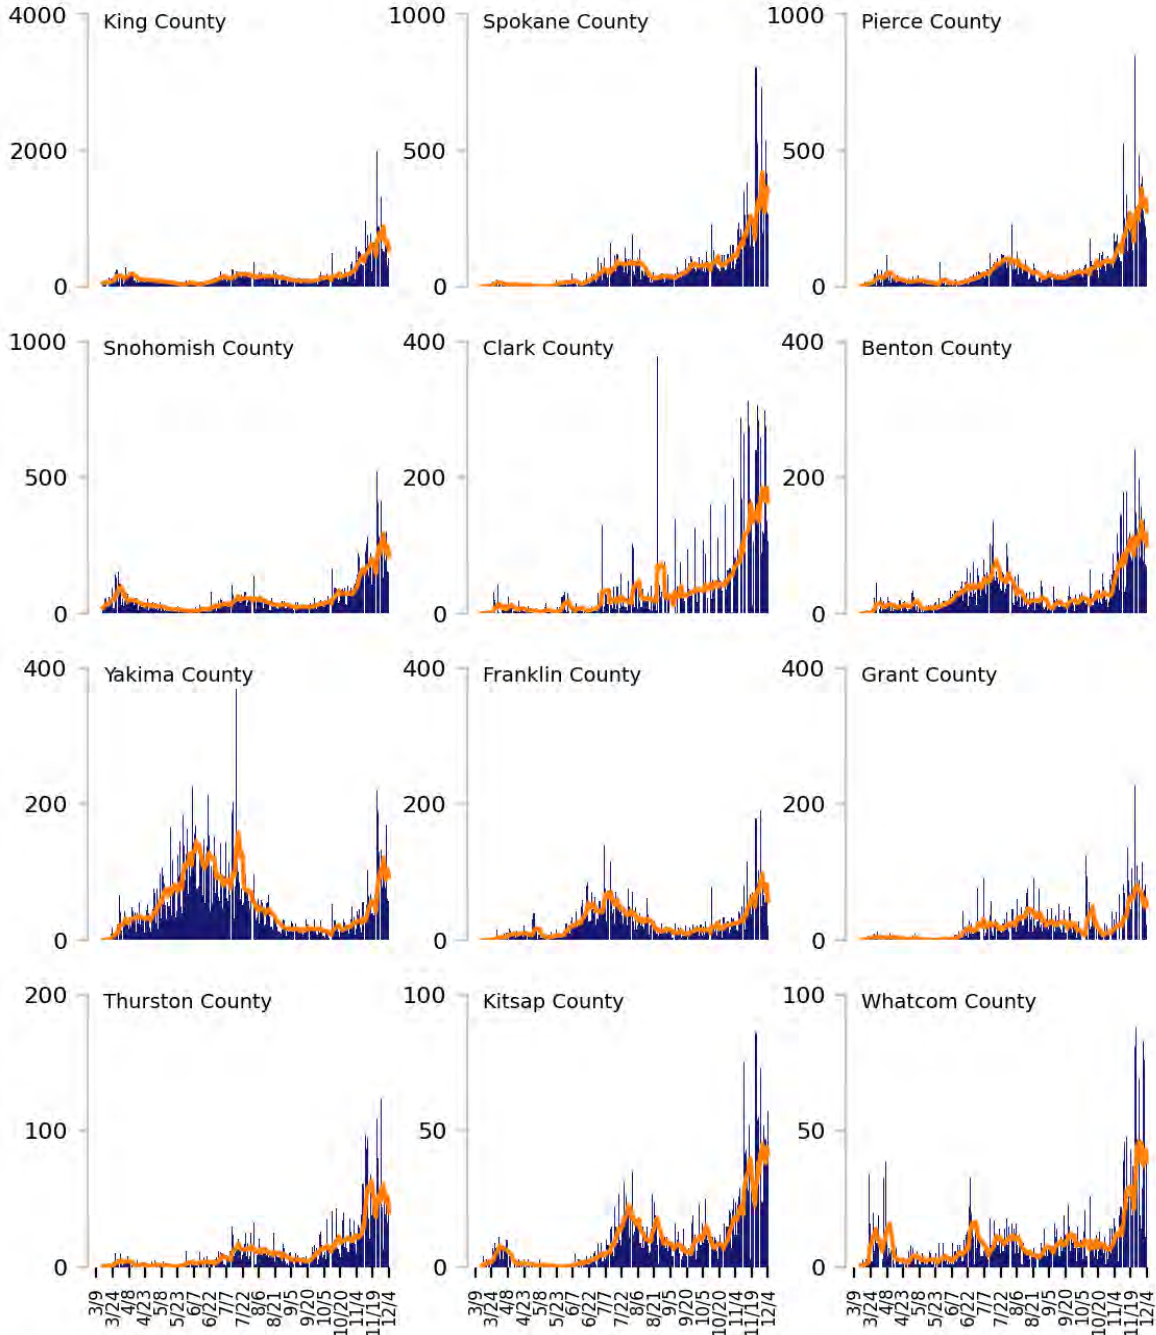 King County
4000
2000
0
Spokane County
1000
500
0
Pierce County
1000
500
0
Snohomish County
1000
500
0
Clark County
400
200
0
Benton County
400
200
0
Yakima County
400
200
0
Franklin County
400
200
0
Grant County
400
200
0
Thurston County
200
100
0
Kitsap County
100
50
0
Whatcom County
100
50
0
3/9 3/24 4/8 4/23 5/8 5/23 6/7 6/22 7/7 7/22 8/6 8/21 9/5 9/20 10/5 10/20 11/4 11/19 12/4
3/9 3/24 4/8 4/23 5/8 5/23 6/7 6/22 7/7 7/22 8/6 8/21 9/5 9/20 10/5 10/20 11/4 11/19 12/4
3/9 3/24 4/8 4/23 5/8 5/23 6/7 6/22 7/7 7/22 8/6 8/21 9/5 9/20 10/5 10/20 11/4 11/19 12/4